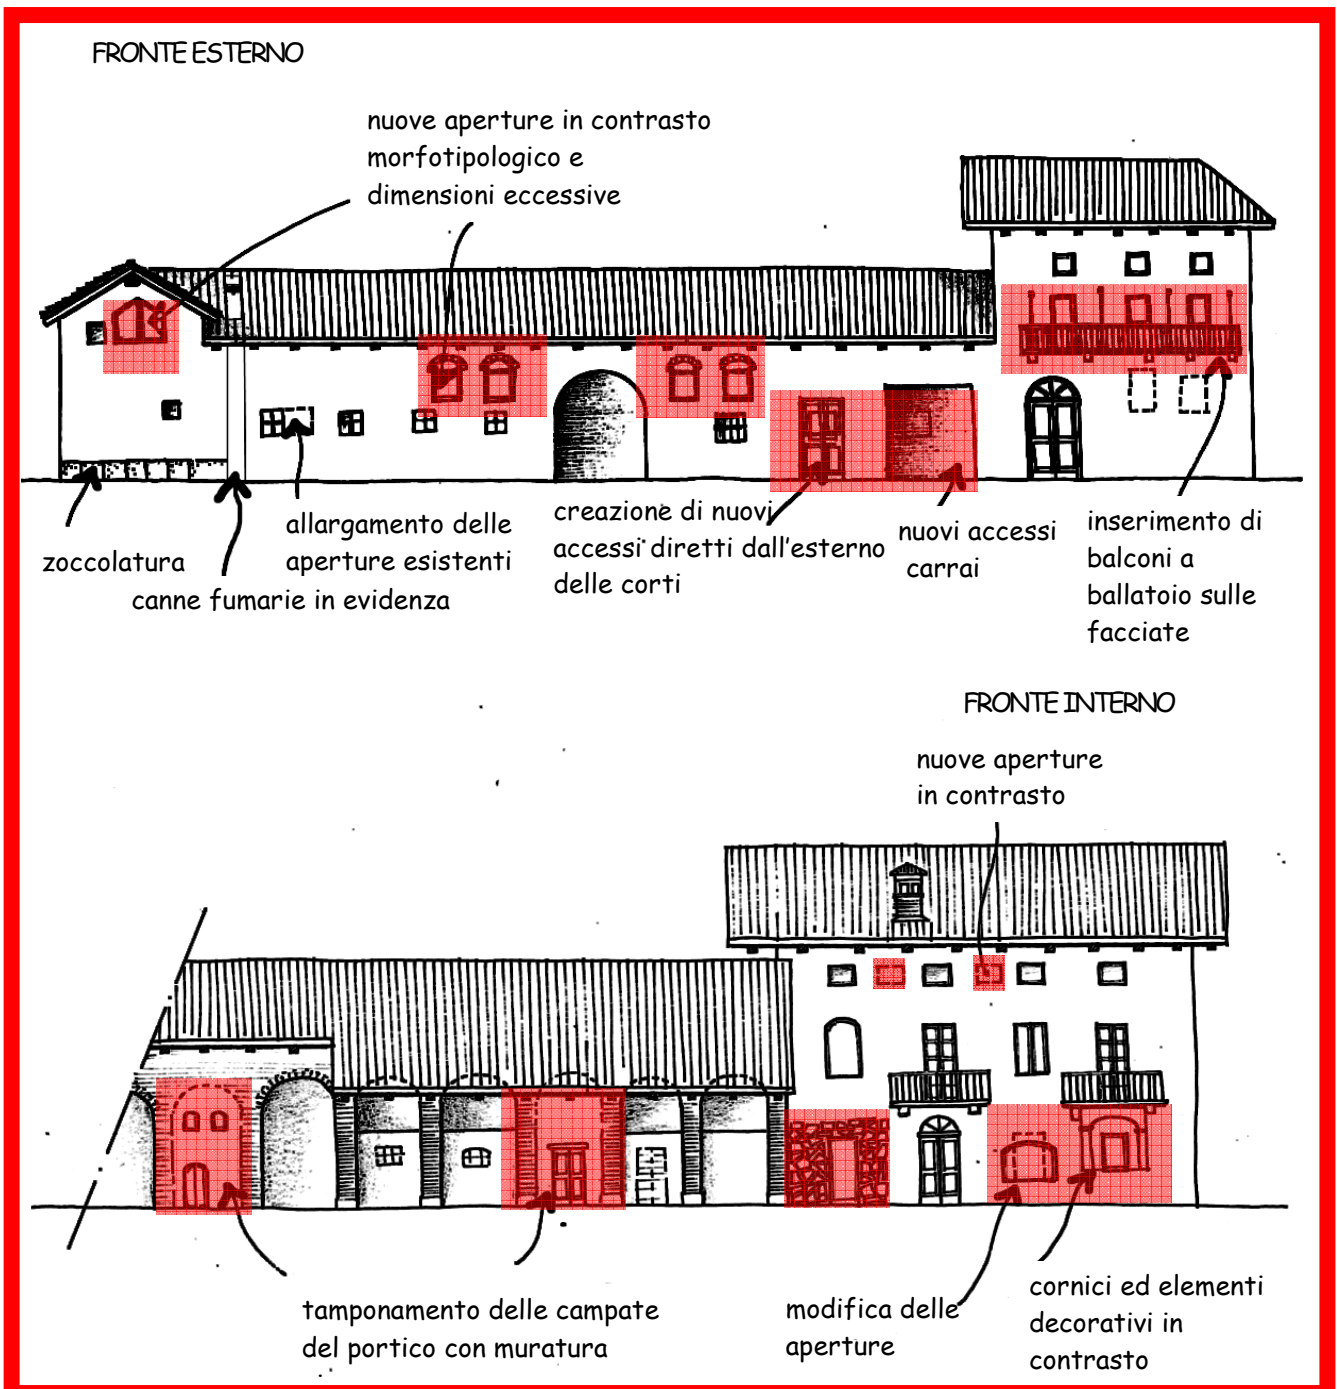 FRONTE ESTERNO
nuove aperture in contrasto
morfotipologico e
dimensioni eccessive
zoccolatura
canne fumarie in evidenza
allargamento delle
aperture esistenti
creazione di nuovi
accessi diretti dall'esterno
delle corti
nuovi accessi
carrai
inserimento di
balconi a
ballatoio sulle
facciate
FRONTE INTERNO
nuove aperture
in contrasto
tamponamento delle campate
del portico con muratura
modifica delle
aperture
cornici ed elementi
decorativi in
contrasto